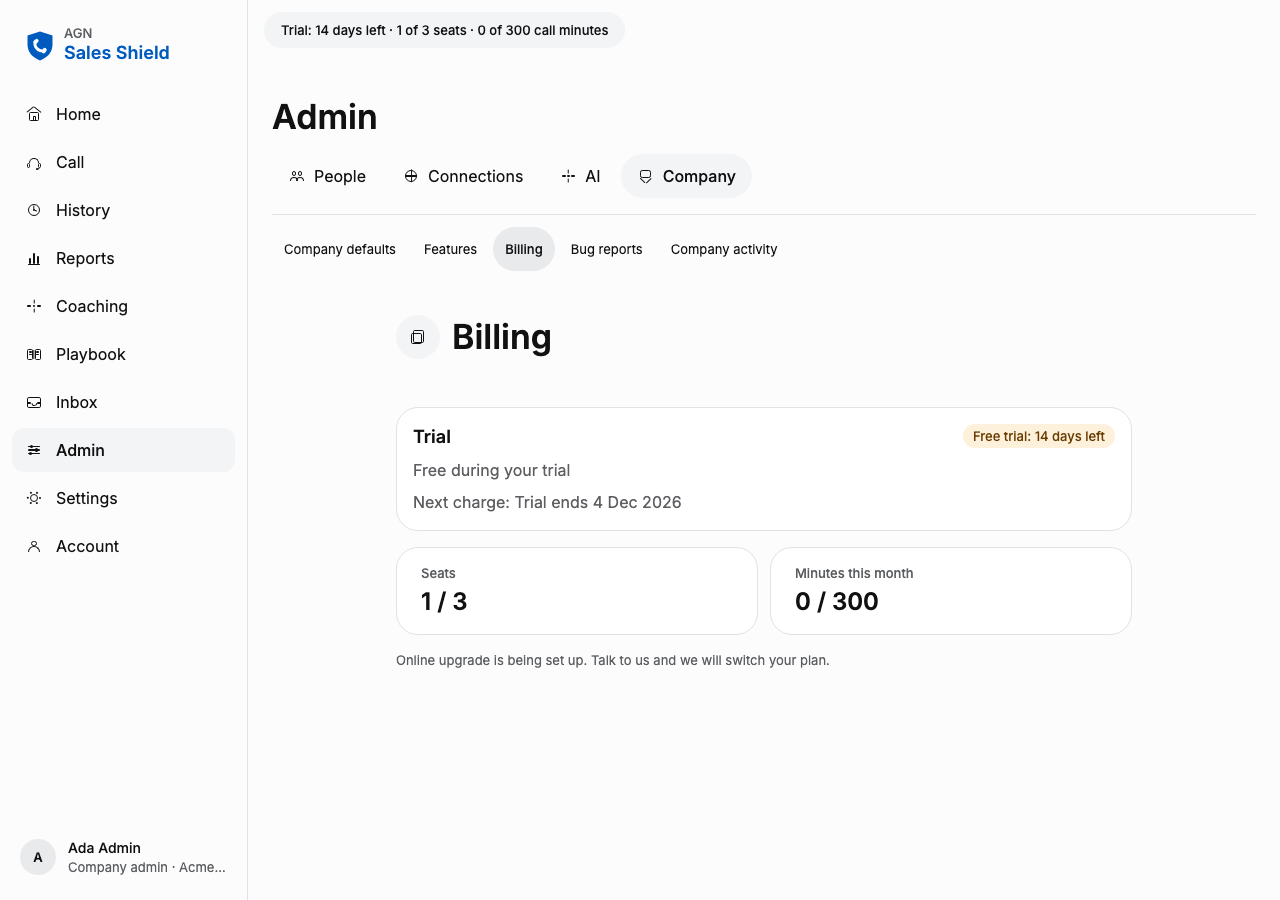 AGN
Sales Shield
Home
Call
History
Reports
Coaching
Playbook
Inbox
Admin
Settings
Account
A
Ada Admin
Company admin · Acme...
Trial: 14 days left · 1 of 3 seats · 0 of 300 call minutes
Admin
People
Connections
AI
Company
Company defaults
Features
Billing
Bug reports
Company activity
Billing
Trial
Free trial: 14 days left
Free during your trial
Next charge: Trial ends 4 Dec 2026
Seats
1 / 3
Minutes this month
0 / 300
Online upgrade is being set up. Talk to us and we will switch your plan.